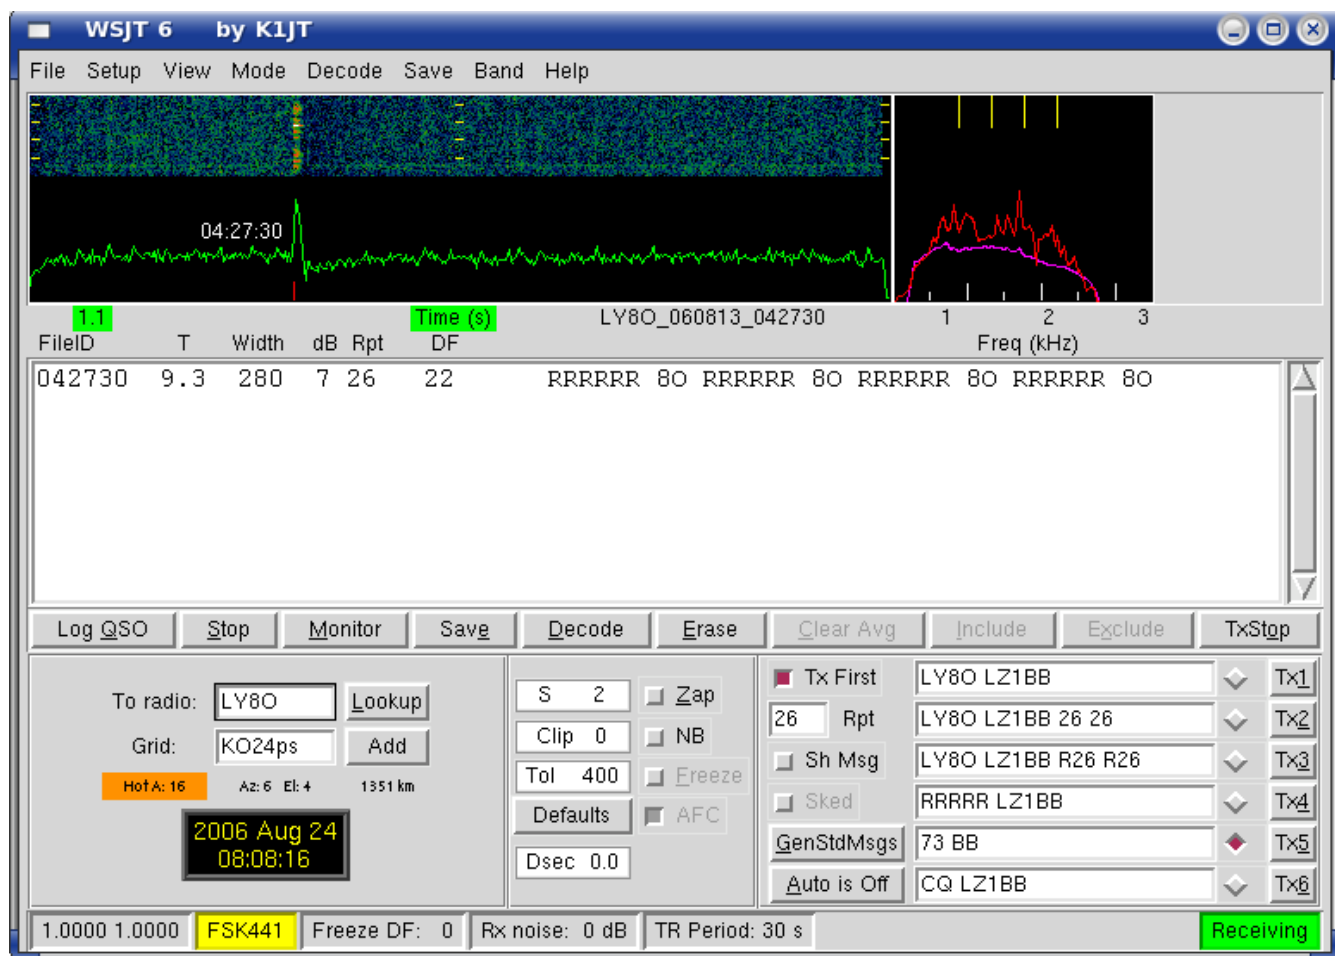 WSJT 6 by K1JT
File Setup View Mode Decode Save Band Help
04:27:30
1.1 Time (s) LY8O_060813_042730 1 2 3
FileID T Width dB Rpt DF Freq (kHz)
042730 9.3 280 7 26 22 RRRRRR 8O RRRRRR 8O RRRRRR 8O RRRRRR 8O
Log QSO Stop Monitor Save Decode Erase Clear Avg Include Exclude TxStop
To radio: LY8O Lookup
Grid: KO24ps Add
Hot A: 16 Az: 6 El: 4 1351 km
2006 Aug 24
08:08:16
S 2 Zap
Clip 0 NB
Tol 400 Freeze
Defaults AFC
Dsec 0.0
Tx First LY8O LZ1BB Tx1
26 Rpt LY8O LZ1BB 26 26 Tx2
Sh Msg LY8O LZ1BB R26 R26 Tx3
Sked RRRRR LZ1BB Tx4
GenStdMsgs 73 BB Tx5
Auto is Off CQ LZ1BB Tx6
1.0000 1.0000 FSK441 Freeze DF: 0 Rx noise: 0 dB TR Period: 30 s Receiving